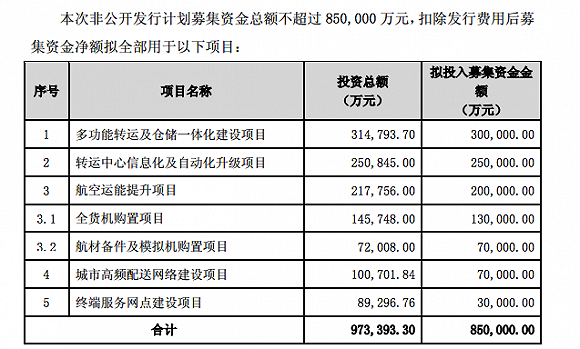 本次非公开发行计划募集资金总额不超过 850,000 万元，扣除发行费用后募
集资金净额拟全部用于以下项目：
序号 项目名称 投资总额（万元） 拟投入募集资金金额（万元）
1 多功能转运及仓储一体化建设项目 314,793.70 300,000.00
2 转运中心信息化及自动化升级项目 250,845.00 250,000.00
3 航空运能提升项目 217,756.00 200,000.00
3.1 全货机购置项目 145,748.00 130,000.00
3.2 航材备件及模拟机购置项目 72,008.00 70,000.00
4 城市高频配送网络建设项目 100,701.84 70,000.00
5 终端服务网点建设项目 89,296.76 30,000.00
合计 973,393.30 850,000.00